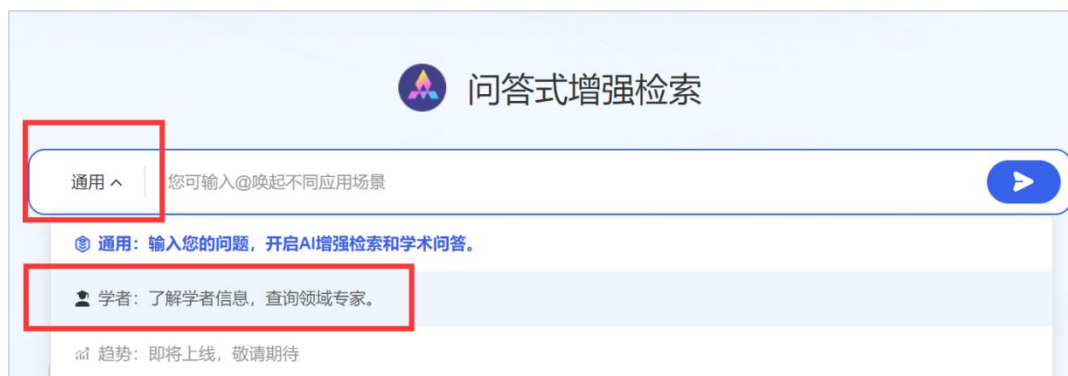 问答式增强检索
通用 您可输入@唤起不同应用场景
通用：输入您的问题，开启AI增强检索和学术问答。
学者：了解学者信息，查询领域专家。
趋势：即将上线，敬请期待